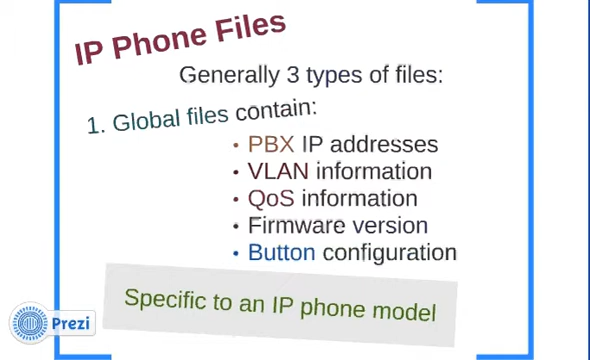 IP Phone Files
Generally 3 types of files:
1. Global files contain:
• PBX IP addresses
• VLAN information
• QoS information
• Firmware version
• Button configuration
Specific to an IP phone model
Prezi